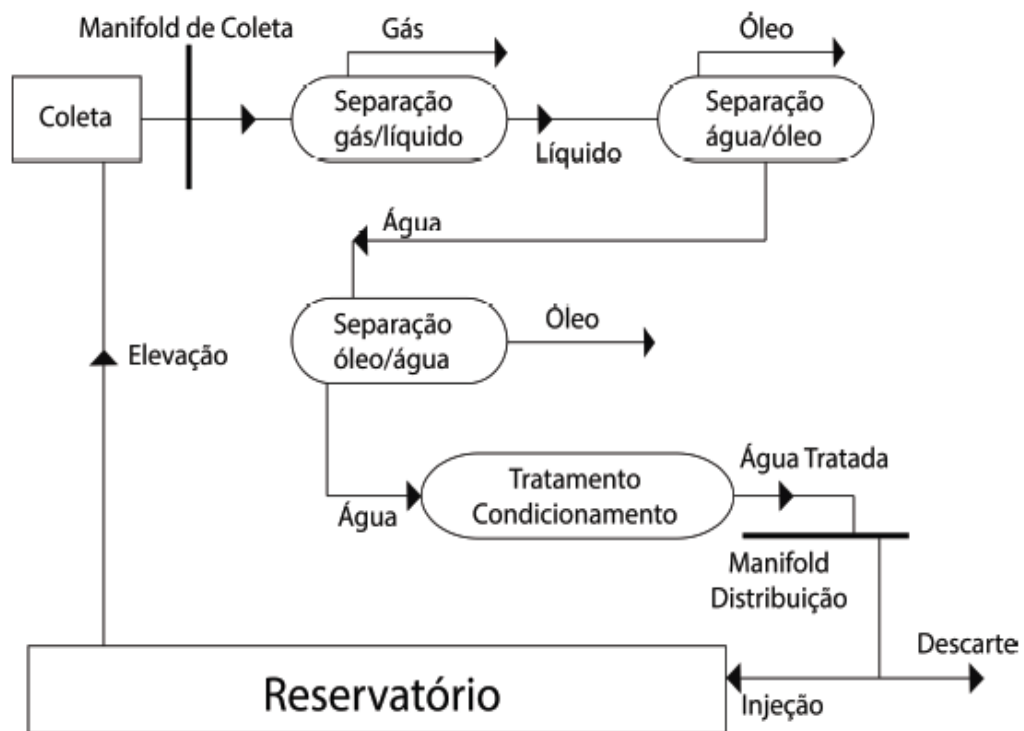 Manifold de Coleta
Gás
Óleo
Coleta
Separação
gás/líquido
Líquido
Separação
água/óleo
Água
Separação
óleo/água
Óleo
Elevação
Água
Tratamento
Condicionamento
Água Tratada
Manifold
Distribuição
Descarte
Injeção
Reservatório